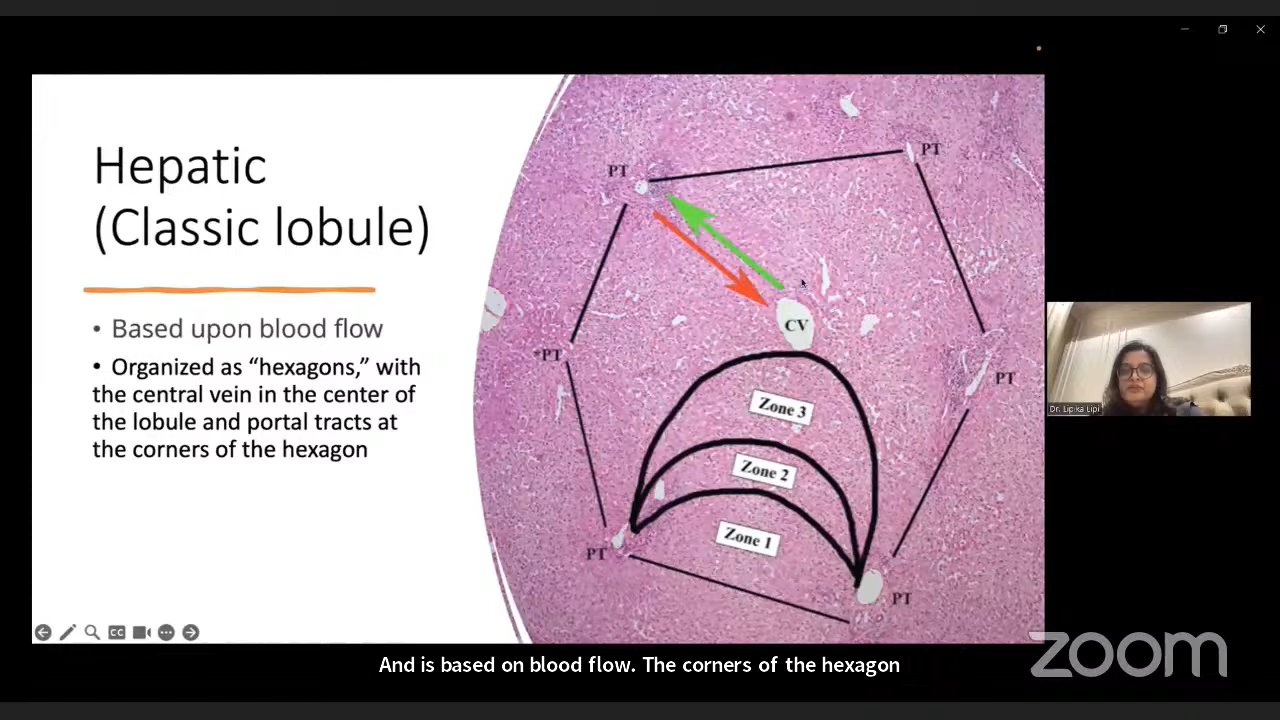 Hepatic
(Classic lobule)
• Based upon blood flow
• Organized as “hexagons,” with
the central vein in the center of
the lobule and portal tracts at
the corners of the hexagon
PT
PT
CV
*PT
PT
Zone 3
Zone 2
Zone 1
PT
PT
CC
Dr. Lipika Lipi
And is based on blood flow. The corners of the hexagon
zoom